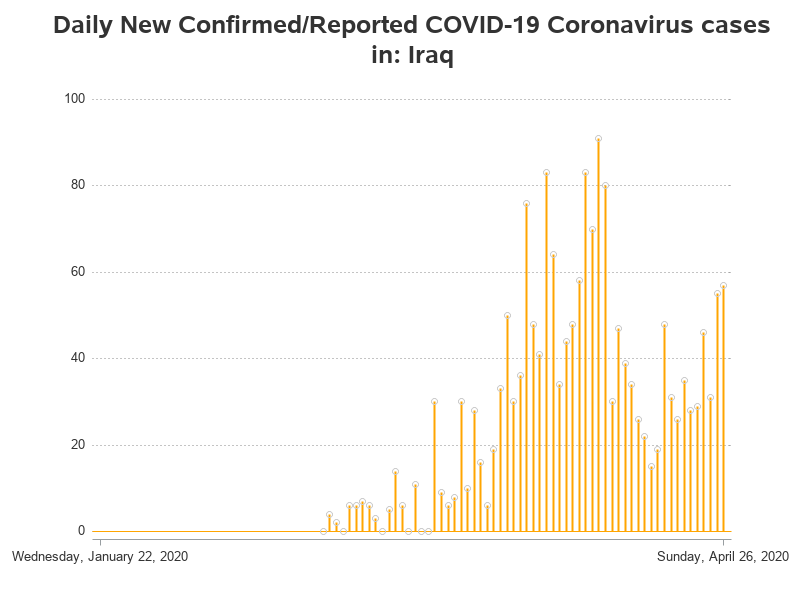 Daily New Confirmed/Reported COVID-19 Coronavirus cases
in: Iraq
100
80
60
40
20
0
Wednesday, January 22, 2020
Sunday, April 26, 2020